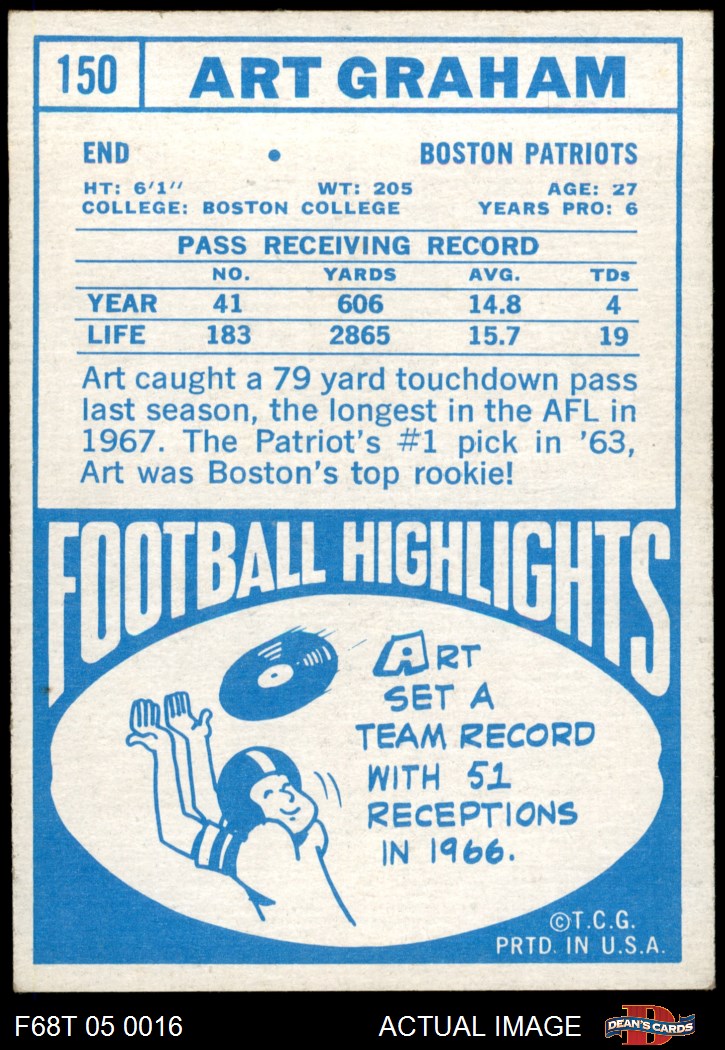 150 ART GRAHAM
END • BOSTON PATRIOTS
HT: 6'1" WT: 205 AGE: 27
COLLEGE: BOSTON COLLEGE YEARS PRO: 6
PASS RECEIVING RECORD
NO. YARDS AVG. TDs
YEAR 41 606 14.8 4
LIFE 183 2865 15.7 19
Art caught a 79 yard touchdown pass
last season, the longest in the AFL in
1967. The Patriot's #1 pick in '63,
Art was Boston's top rookie!
FOOTBALL HIGHLIGHTS
ART
SET A
TEAM RECORD
WITH 51
RECEPTIONS
IN 1966.
©T.C.G.
PRTD. IN U.S.A.
F68T 05 0016 ACTUAL IMAGE D DEAN'S CARDS